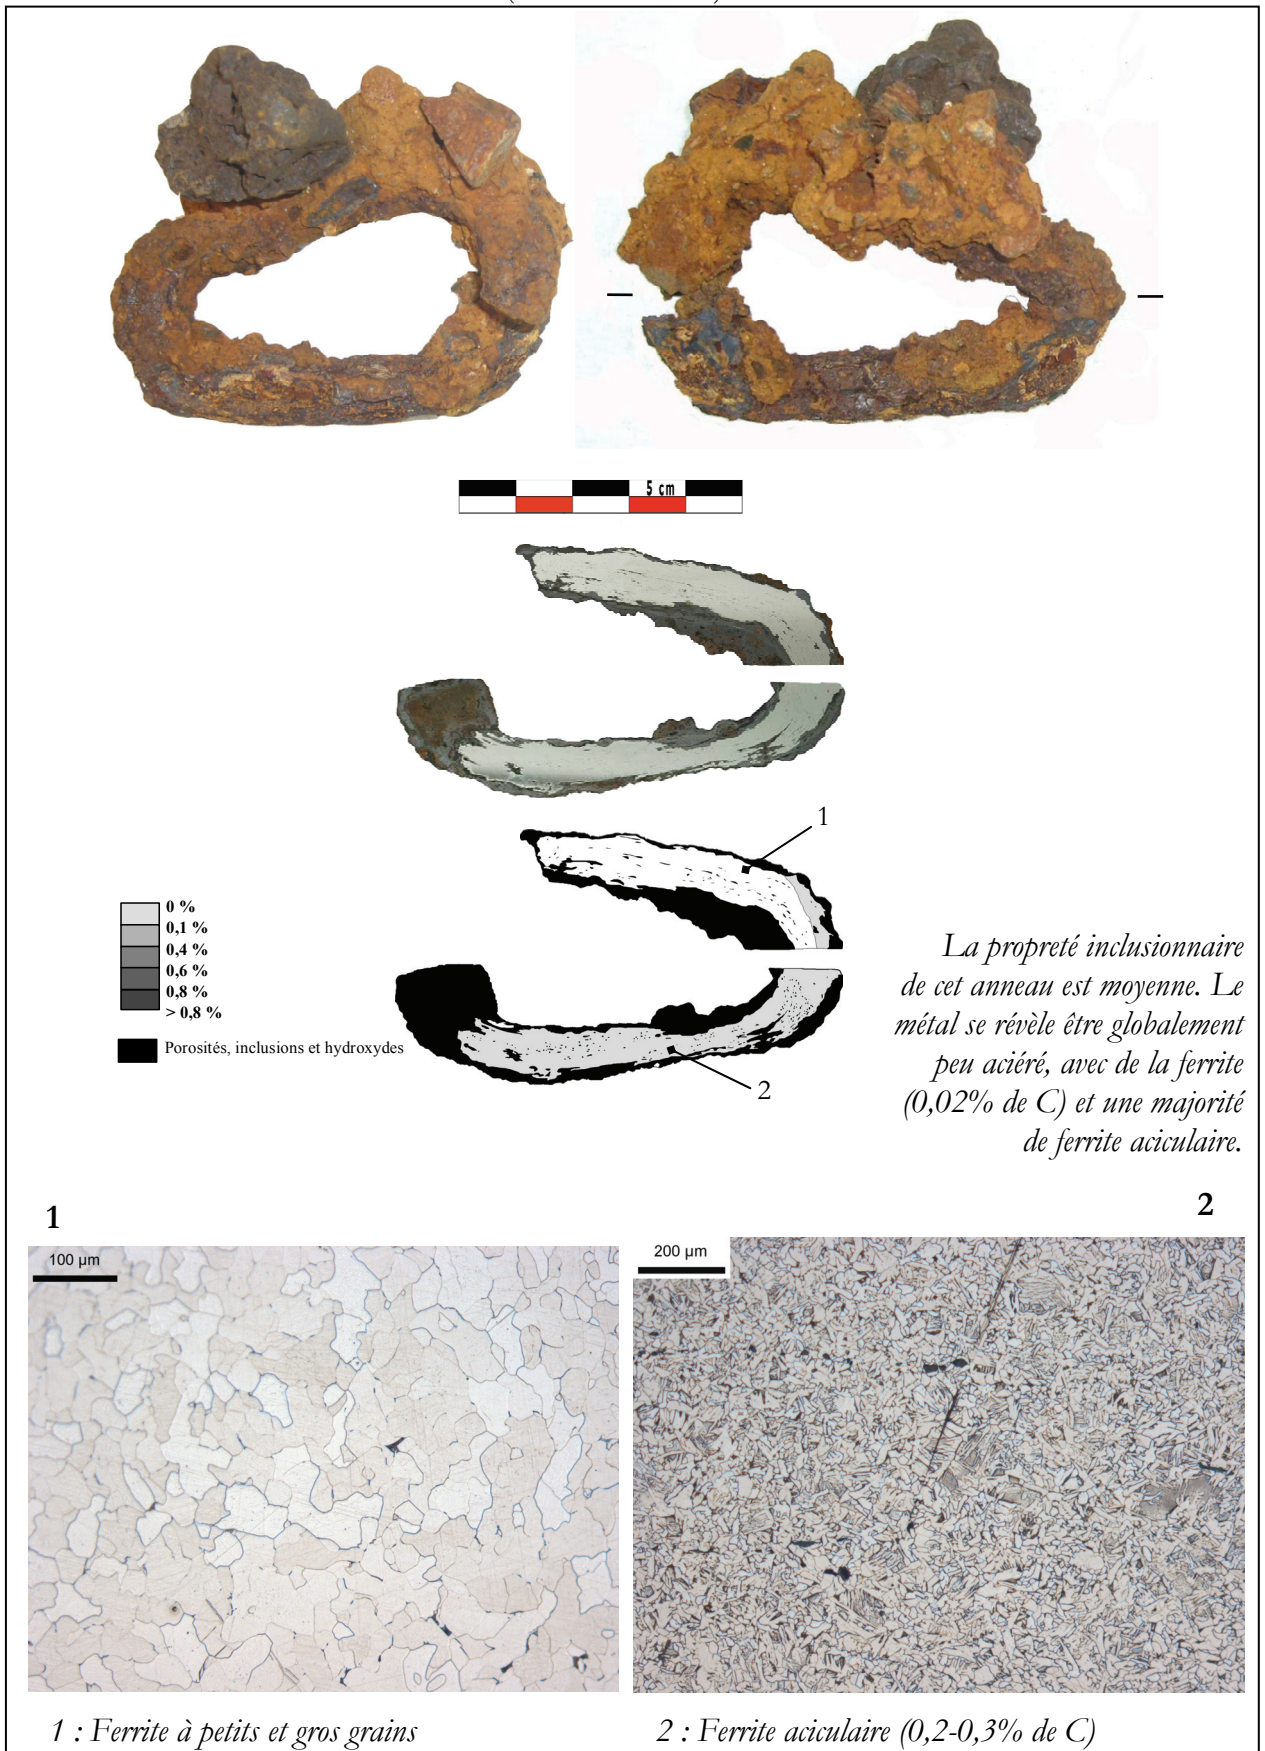 5 cm
1
0 %
0,1 %
0,4 %
0,6 %
0,8 %
> 0,8 %
Porosités, inclusions et hydroxydes
2
La propreté inclusionnaire
de cet anneau est moyenne. Le
métal se révèle être globalement
peu aciéré, avec de la ferrite
(0,02% de C) et une majorité
de ferrite aciculaire.
1
2
100 µm
200 µm
1 : Ferrite à petits et gros grains
2 : Ferrite aciculaire (0,2-0,3% de C)